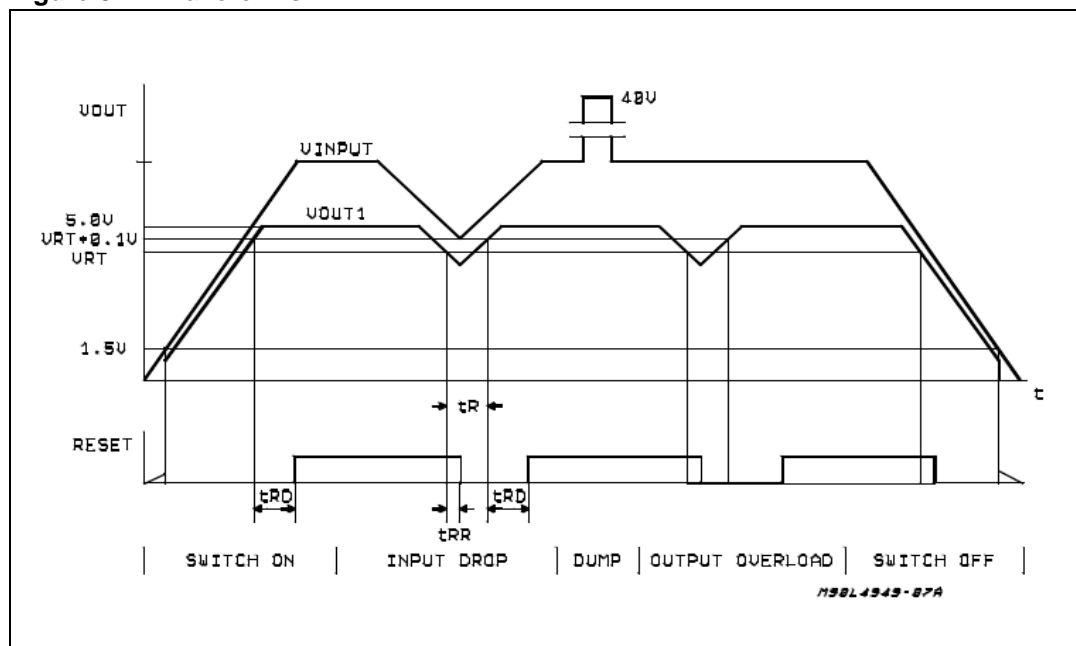 VOUT
40V
VINPUT
5.0V
VOUT1
VRT+0.1V
VRT
1.5V
t
tR
RESET
tRD
tRD
tRR
SWITCH ON
INPUT DROP
DUMP
OUTPUT OVERLOAD
SWITCH OFF
M90L4949-07A